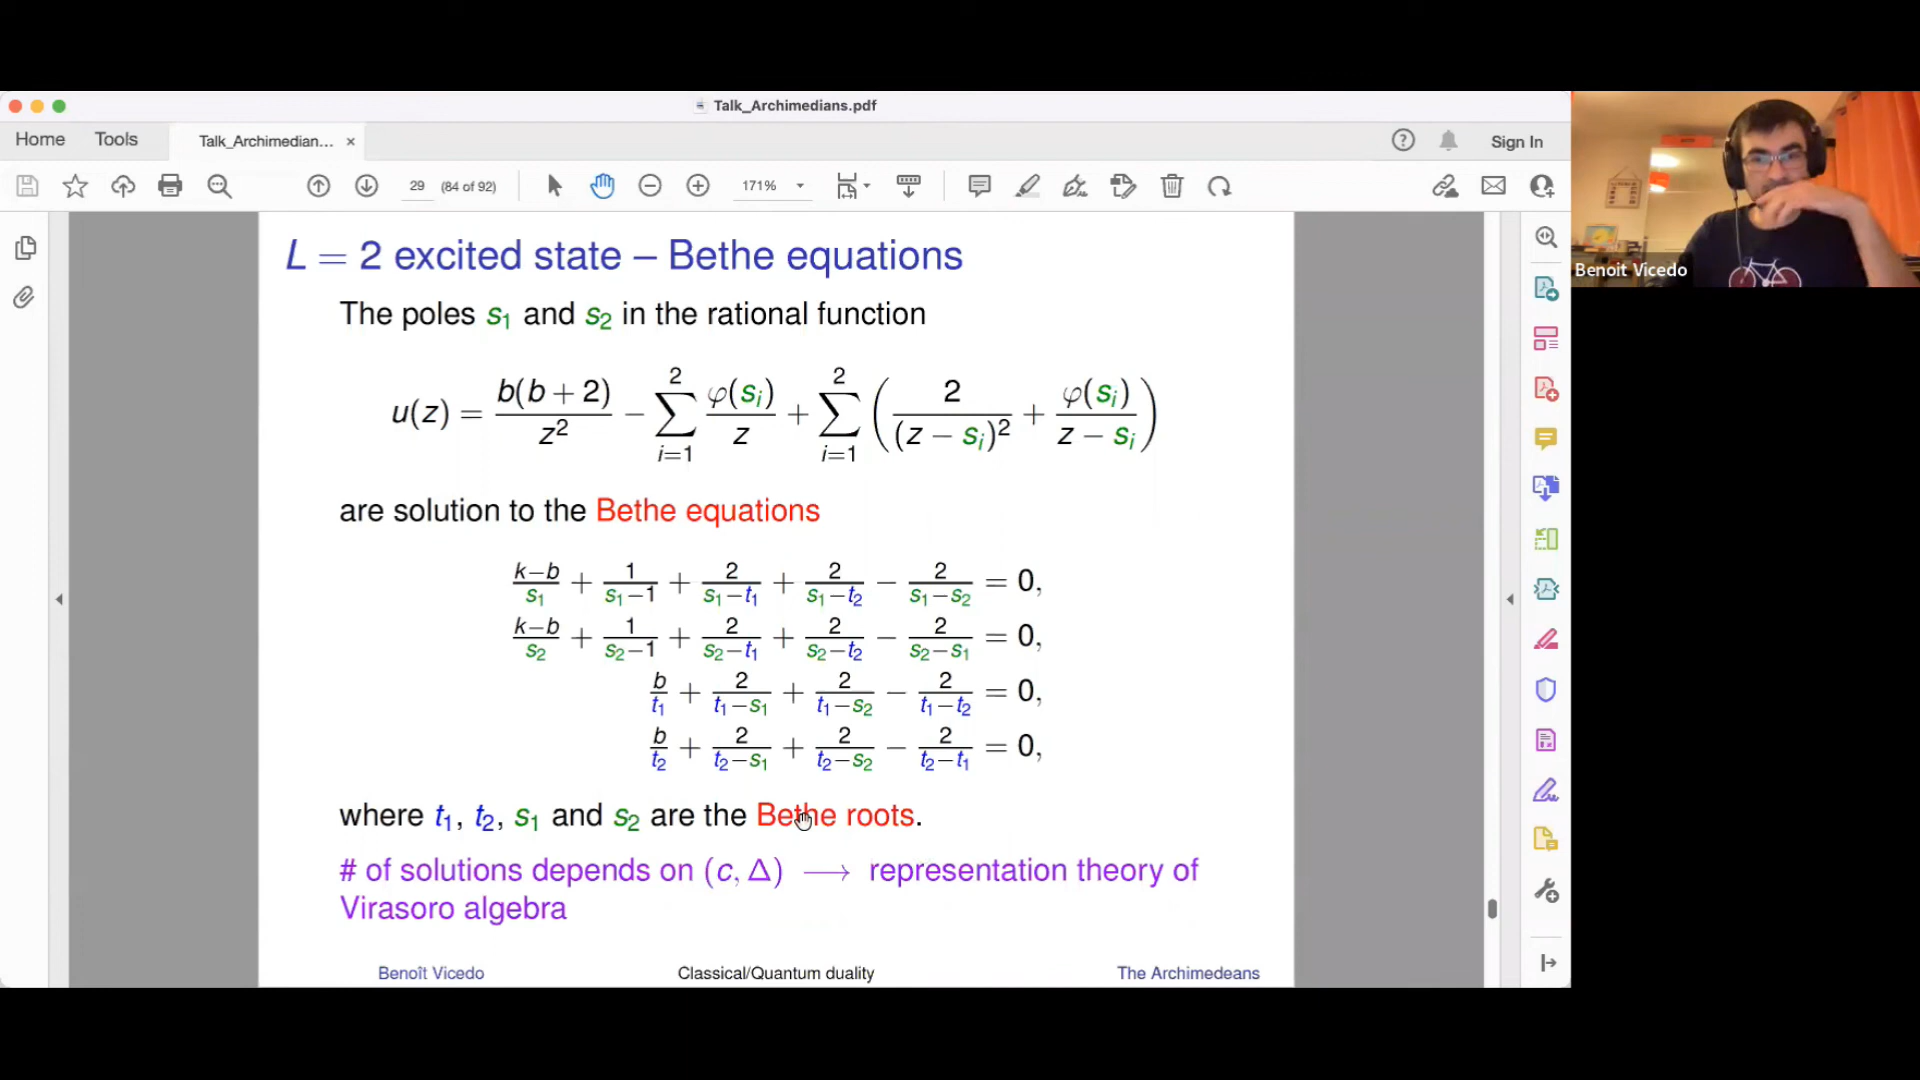 Talk_Archimedians.pdf
Home Tools Talk_Archimedian... × Sign In
29 (84 of 92) 171%
L = 2 excited state – Bethe equations
The poles s₁ and s₂ in the rational function
u(z) = b(b + 2)/z² − ∑_{i=1}^{2} φ(s_i)/z + ∑_{i=1}^{2} ( 2/(z − s_i)² + φ(s_i)/(z − s_i) )
are solution to the Bethe equations
(k−b)/s₁ + 1/(s₁−1) + 2/(s₁−t₁) + 2/(s₁−t₂) − 2/(s₁−s₂) = 0,
(k−b)/s₂ + 1/(s₂−1) + 2/(s₂−t₁) + 2/(s₂−t₂) − 2/(s₂−s₁) = 0,
b/t₁ + 2/(t₁−s₁) + 2/(t₁−s₂) − 2/(t₁−t₂) = 0,
b/t₂ + 2/(t₂−s₁) + 2/(t₂−s₂) − 2/(t₂−t₁) = 0,
where t₁, t₂, s₁ and s₂ are the Bethe roots.
# of solutions depends on (c, Δ) ⟶ representation theory of
Virasoro algebra
Benoît Vicedo Classical/Quantum duality The Archimedeans
Benoit Vicedo